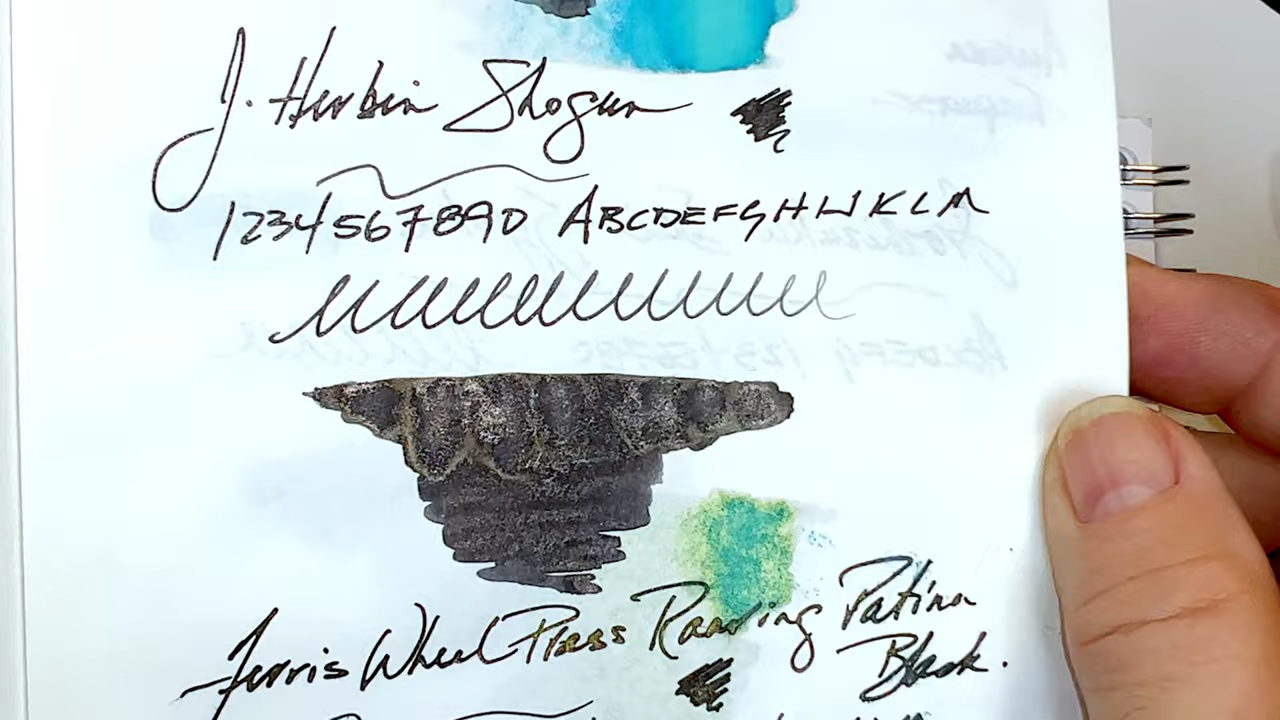 J. Herbin Shogun
1234567890 ABCDEFGHIJKLM
Ferris Wheel Press Roaring Patina
Black.